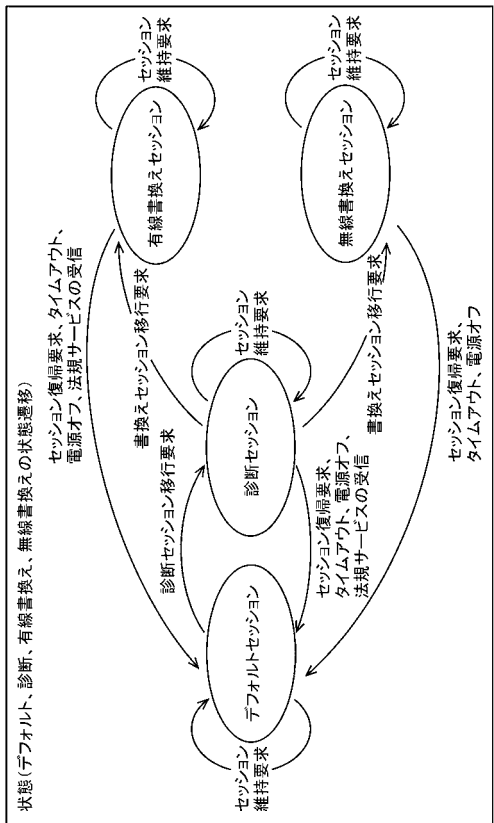 状態(デフォルト、診断、有線書換え、無線書換えの状態遷移)
セッション復帰要求、タイムアウト、
電源オフ、法規サービスの受信
セッション
維持要求
有線書換えセッション
書換えセッション移行要求
診断セッション移行要求
セッション
維持要求
デフォルトセッション
診断セッション
セッション
維持要求
セッション復帰要求、
タイムアウト、電源オフ、
法規サービスの受信
書換えセッション移行要求
無線書換えセッション
セッション
維持要求
セッション復帰要求、
タイムアウト、電源オフ